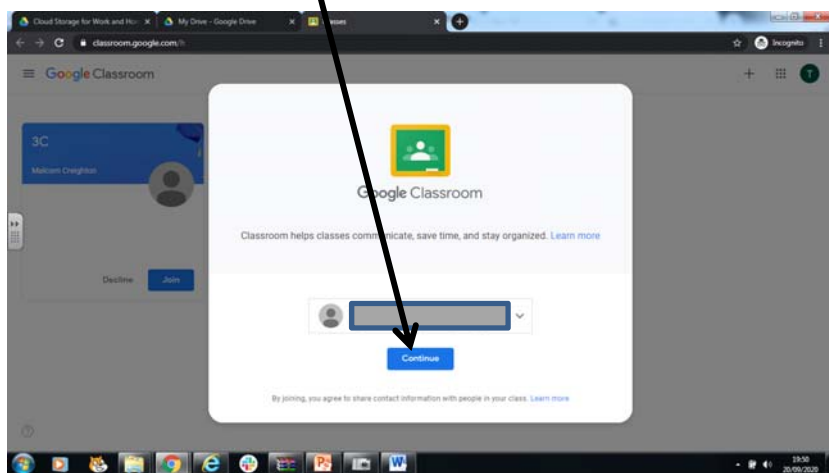 Cloud Storage for Work and Ho
My Drive - Google Drive
Classes
classroom.google.com/h
Incognito
Google Classroom
T
3C
Malcom Creighton
Decline
Join
Google Classroom
Classroom helps classes communicate, save time, and stay organized. Learn more
Continue
By joining, you agree to share contact information with people in your class. Learn more
19:50
20/09/2020